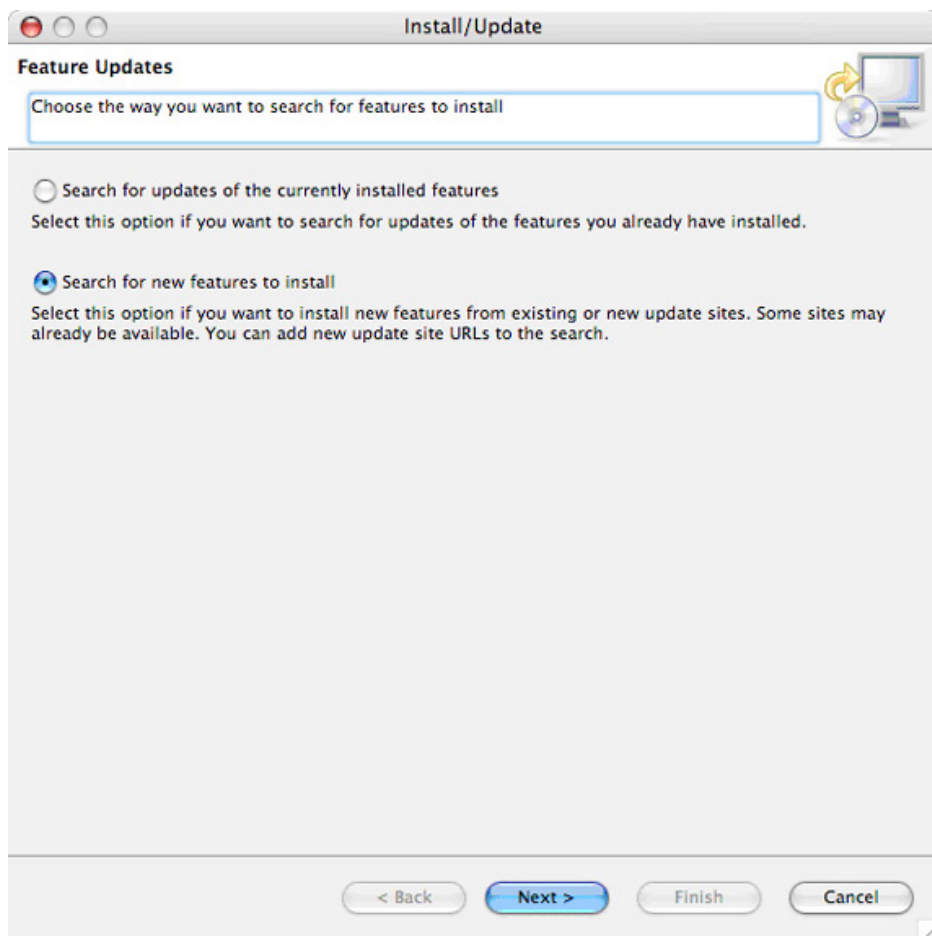 Install/Update
Feature Updates
Choose the way you want to search for features to install
Search for updates of the currently installed features
Select this option if you want to search for updates of the features you already have installed.
Search for new features to install
Select this option if you want to install new features from existing or new update sites. Some sites may
already be available. You can add new update site URLs to the search.
< Back Next > Finish Cancel